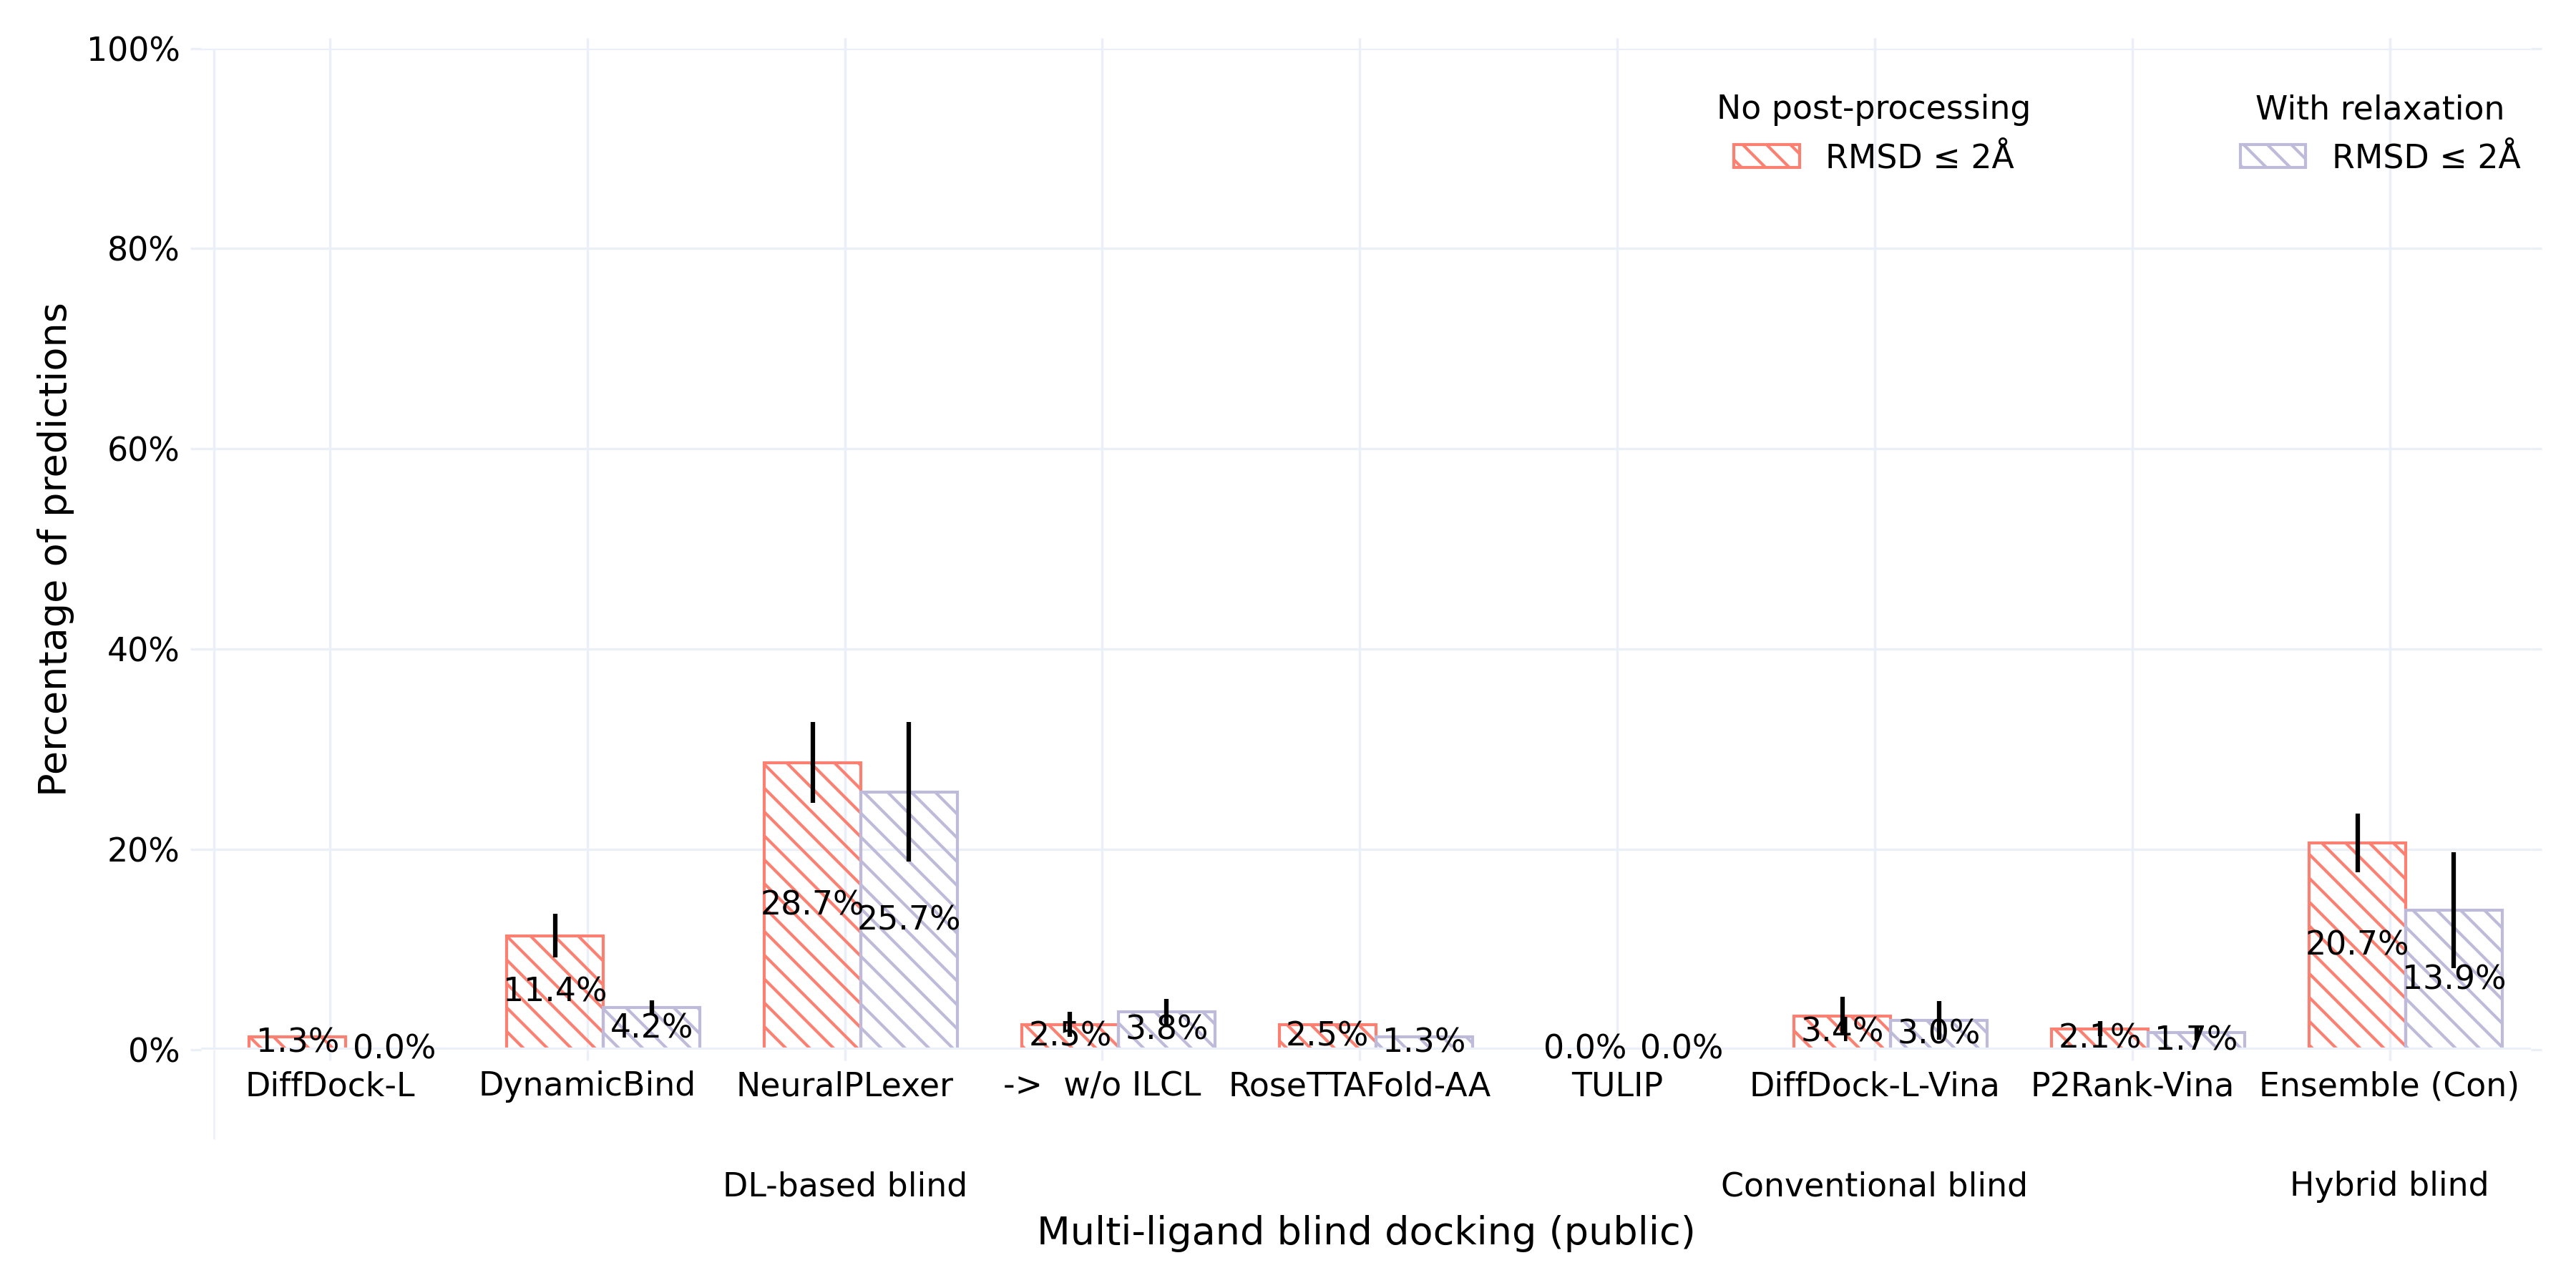 100%
80%
60%
40%
20%
0%
Percentage of predictions
No post-processing
RMSD ≤ 2Å
With relaxation
RMSD ≤ 2Å
1.3% 0.0%
11.4% 4.2%
28.7% 25.7%
2.5% 3.8%
2.5% 1.3%
0.0% 0.0%
3.4% 3.0%
2.1% 1.7%
20.7% 13.9%
DiffDock-L DynamicBind NeuralPLexer -> w/o ILCL RoseTTAFold-AA TULIP DiffDock-L-Vina P2Rank-Vina Ensemble (Con)
DL-based blind Conventional blind Hybrid blind
Multi-ligand blind docking (public)